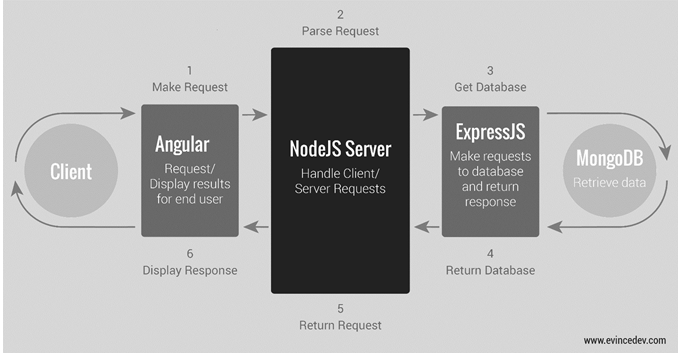 2
Parse Request
1
Make Request
3
Get Database
Client
Angular
Request/
Display results
for end user
NodeJS Server
Handle Client/
Server Requests
ExpressJS
Make requests
to database
and return
response
MongoDB
Retrieve data
6
Display Response
4
Return Database
5
Return Request
www.evincedev.com